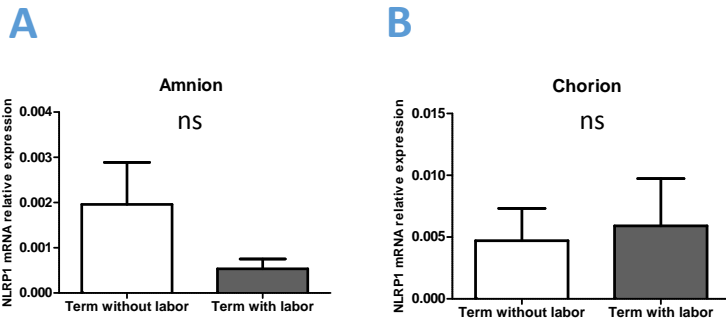 A
B
Amnion
NLRP1 mRNA relative expression
0.004
0.003
0.002
0.001
0.000
ns
Term without labor
Term with labor
Chorion
NLRP1 mRNA relative expression
0.015
0.010
0.005
0.000
ns
Term without labor
Term with labor